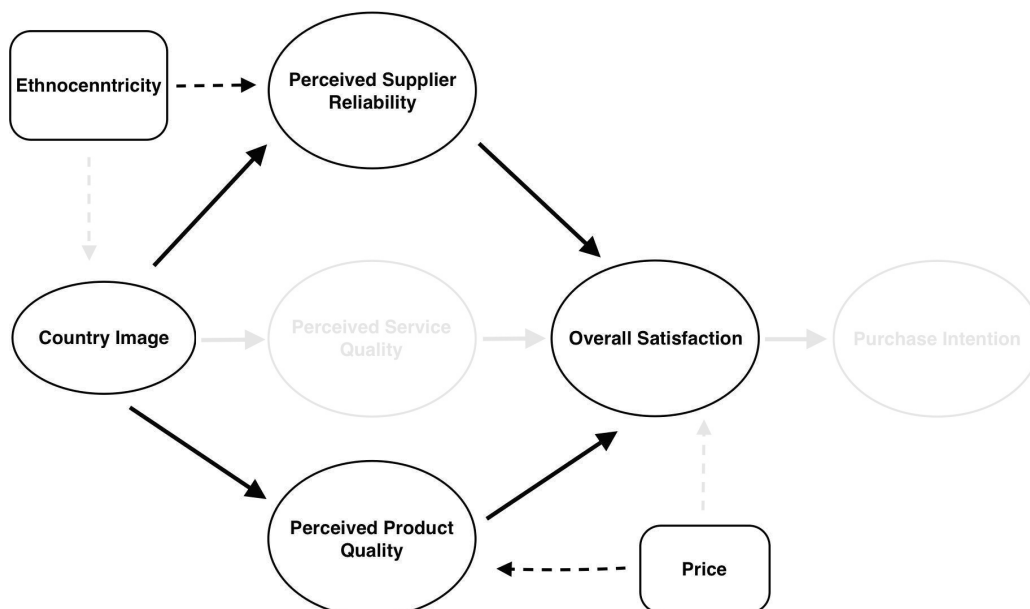 Ethnocenntricity
Perceived Supplier
Reliability
Country Image
Perceived Service
Quality
Overall Satisfaction
Purchase Intention
Perceived Product
Quality
Price